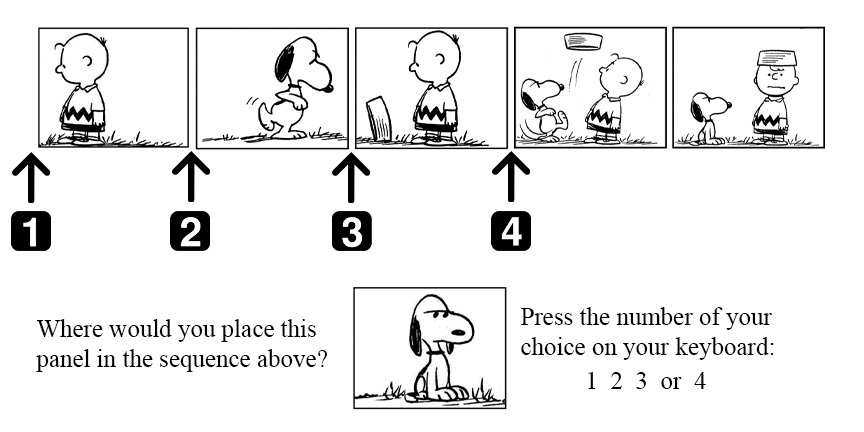 1 2 3 4
Where would you place this
panel in the sequence above?
Press the number of your
choice on your keyboard:
1 2 3 or 4